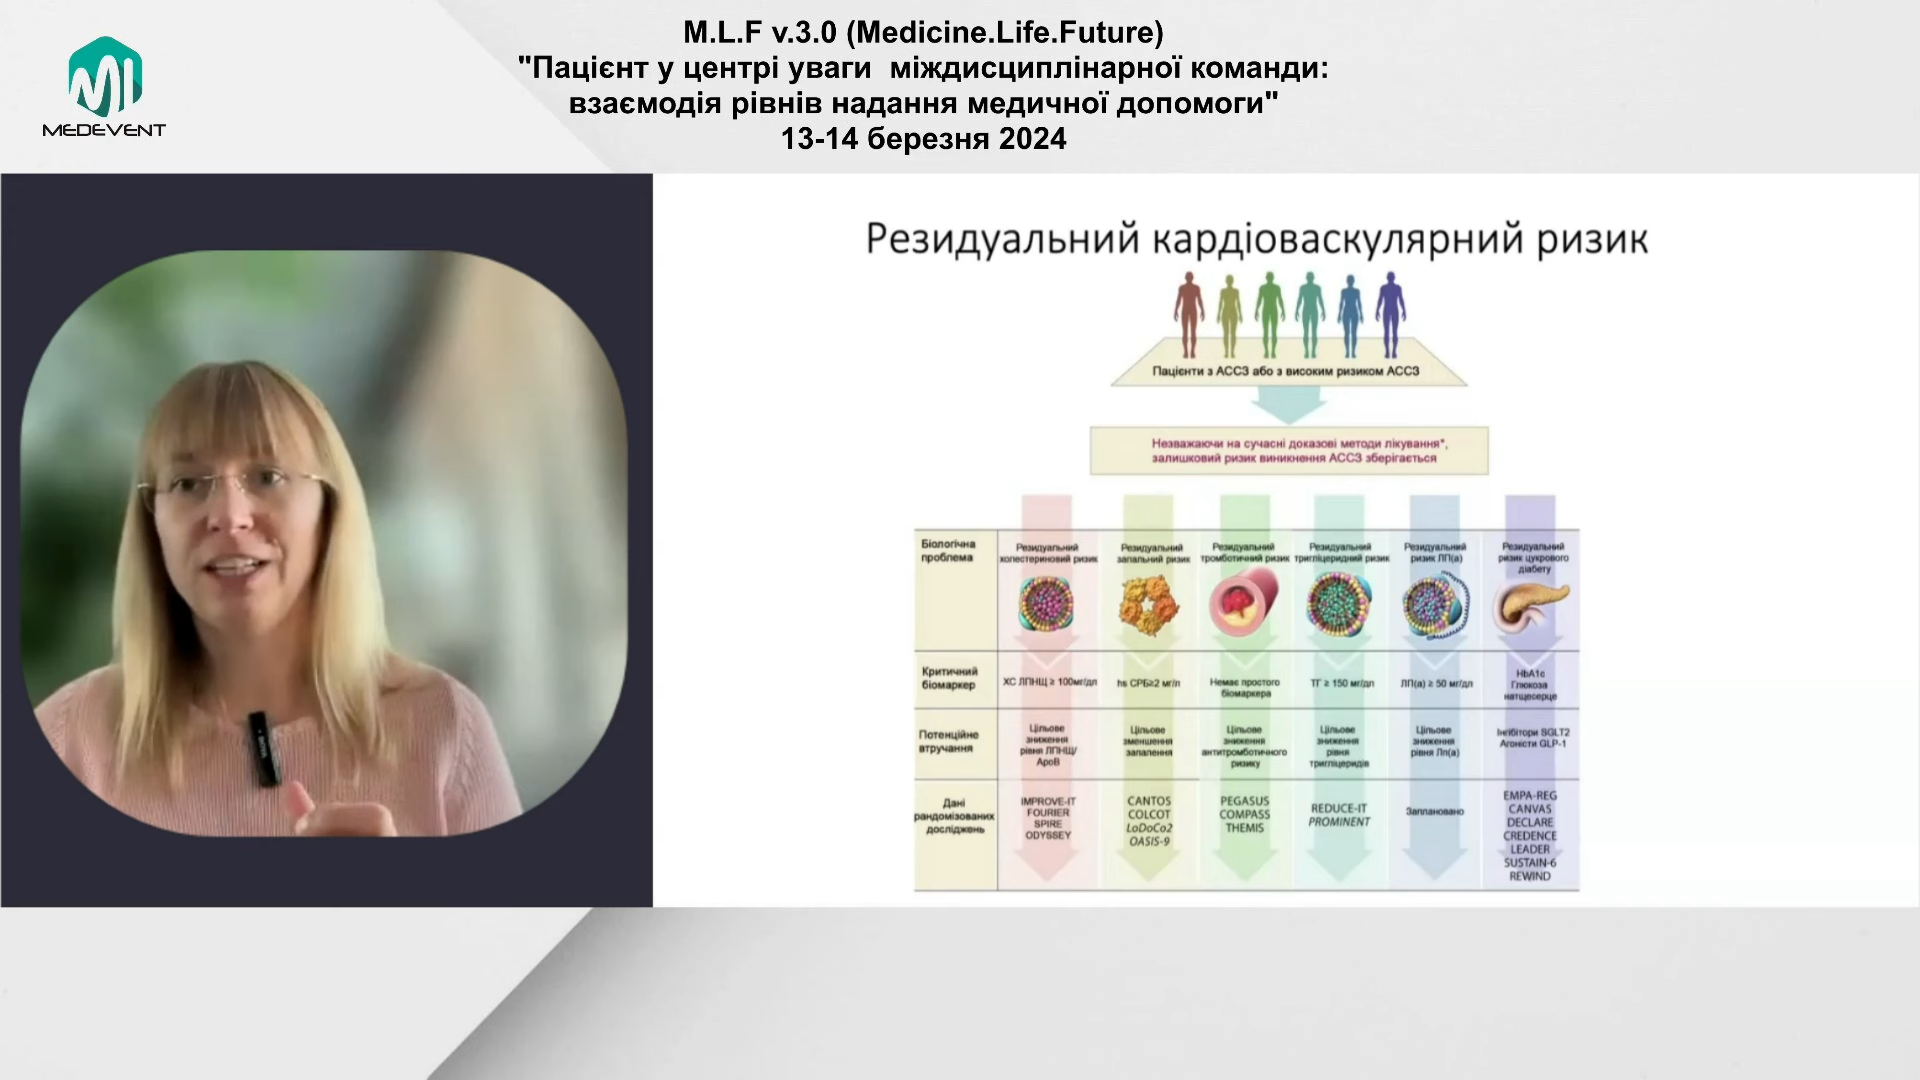 M.L.F v.3.0 (Medicine.Life.Future)
"Пацієнт у центрі уваги міждисциплінарної команди:
взаємодія рівнів надання медичної допомоги"
13-14 березня 2024
MEDEVENT
Резидуальний кардіоваскулярний ризик
Пацієнти з АССЗ або з високим ризиком АССЗ
Незважаючи на сучасні доказові методи лікування*,
залишковий ризик виникнення АССЗ зберігається
Біологічна
проблема
Резидуальний
холестериновий ризик
Резидуальний
запальний ризик
Резидуальний
тромботичний ризик
Резидуальний
тригліцеридний ризик
Резидуальний
ризик ЛП(а)
Резидуальний
ризик цукрового
діабету
Критичний
біомаркер
ХС ЛПНЩ ≥ 100мг/дл
hs СРБ≥2 мг/л
Немає простого
біомаркера
ТГ ≥ 150 мг/дл
ЛП(а) ≥ 50 мг/дл
HbA1c
Глюкоза
натщесерце
Потенційне
втручання
Цільове
зниження
рівня ЛПНЩ/
ApoB
Цільове
зменшення
запалення
Цільове
зниження
антитромботичного
ризику
Цільове
зниження
рівня
тригліцеридів
Цільове
зниження
рівня Лп(а)
Інгібітори SGLT2
Агоністи GLP-1
Дані
рандомізованих
досліджень
IMPROVE-IT
FOURIER
SPIRE
ODYSSEY
CANTOS
COLCOT
LoDoCo2
OASIS-9
PEGASUS
COMPASS
THEMIS
REDUCE-IT
PROMINENT
Заплановано
EMPA-REG
CANVAS
DECLARE
CREDENCE
LEADER
SUSTAIN-6
REWIND